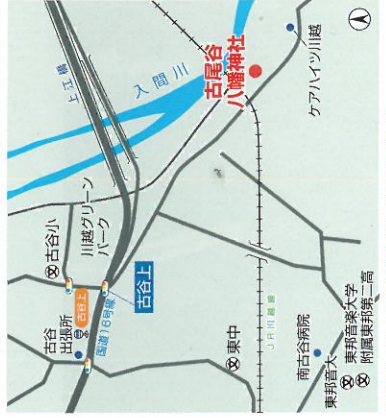 上江橋
入間川
古尾谷
八幡神社
ケアハイツ川越
古谷小
川越グリーン
パーク
古谷上
古谷
出張所
国道16号線
古谷上
東中
JR川越線
南古谷病院
東邦音大
東邦音楽大学
附属東邦第二高